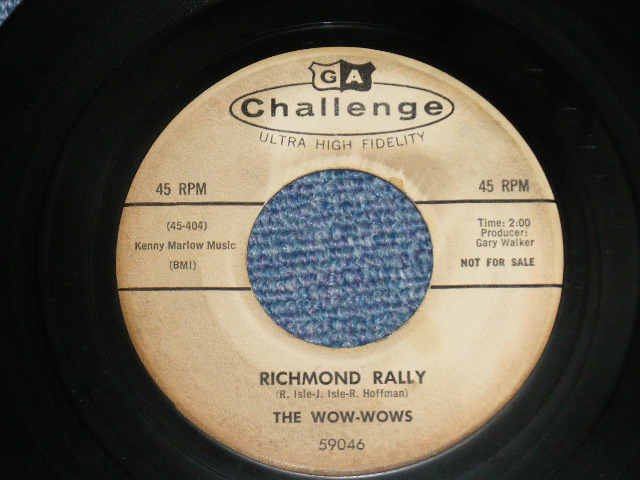 GA
Challenge
ULTRA HIGH FIDELITY
45 RPM
45 RPM
(45-404)
Kenny Marlow Music
(BMI)
Time: 2:00
Producer:
Gary Walker
NOT FOR SALE
RICHMOND RALLY
(R. Isle-J. Isle-R. Hoffman)
THE WOW-WOWS
59046